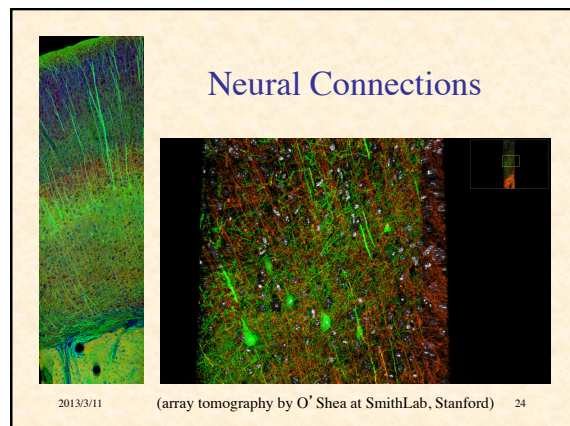 Neural Connections
2013/3/11
(array tomography by O’ Shea at SmithLab, Stanford)
24